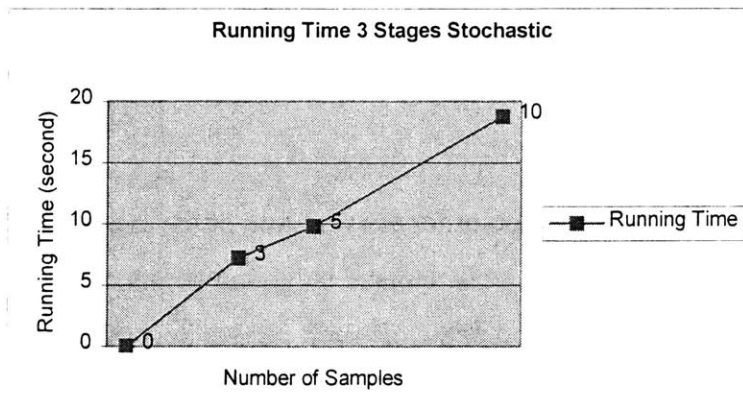 Running Time 3 Stages Stochastic
20
15
10
5
0
Running Time (second)
0
3
5
10
Number of Samples
Running Time